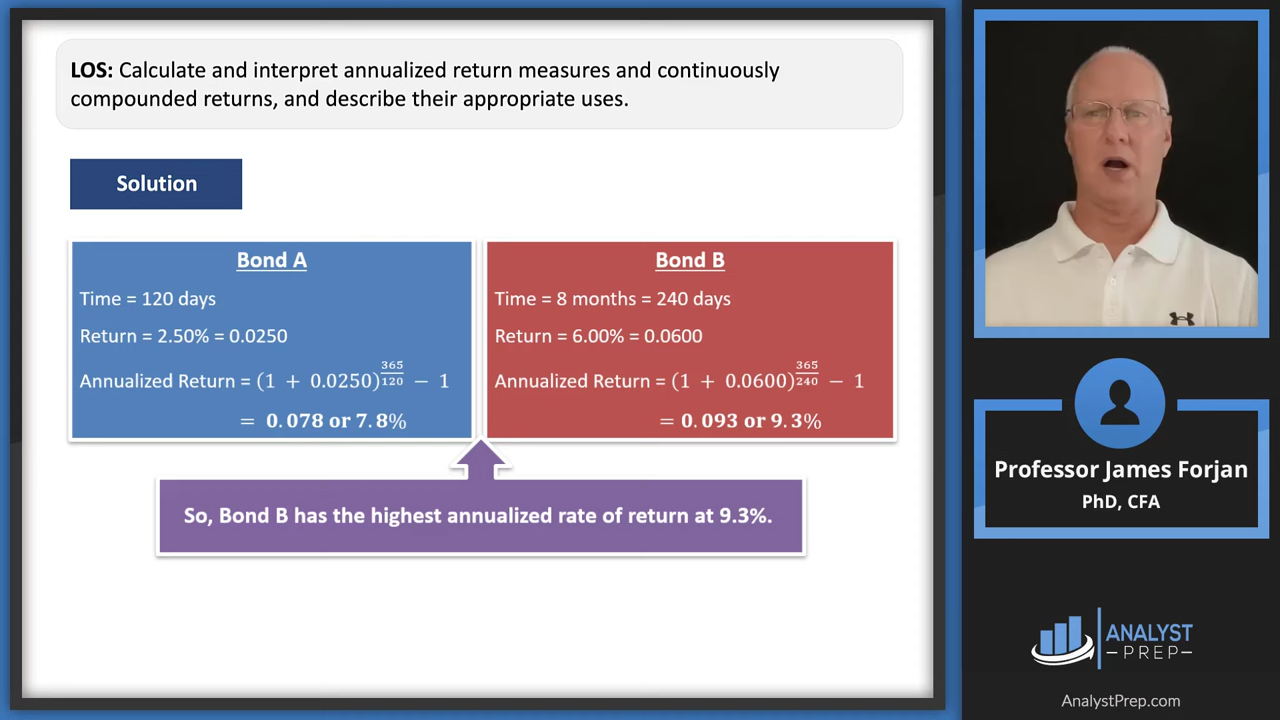 LOS: Calculate and interpret annualized return measures and continuously
compounded returns, and describe their appropriate uses.
Solution
Bond A
Time = 120 days
Return = 2.50% = 0.0250
Annualized Return = (1 + 0.0250)^(365/120) − 1
= 0.078 or 7.8%
Bond B
Time = 8 months = 240 days
Return = 6.00% = 0.0600
Annualized Return = (1 + 0.0600)^(365/240) − 1
= 0.093 or 9.3%
So, Bond B has the highest annualized rate of return at 9.3%.
Professor James Forjan
PhD, CFA
ANALYST
PREP
AnalystPrep.com